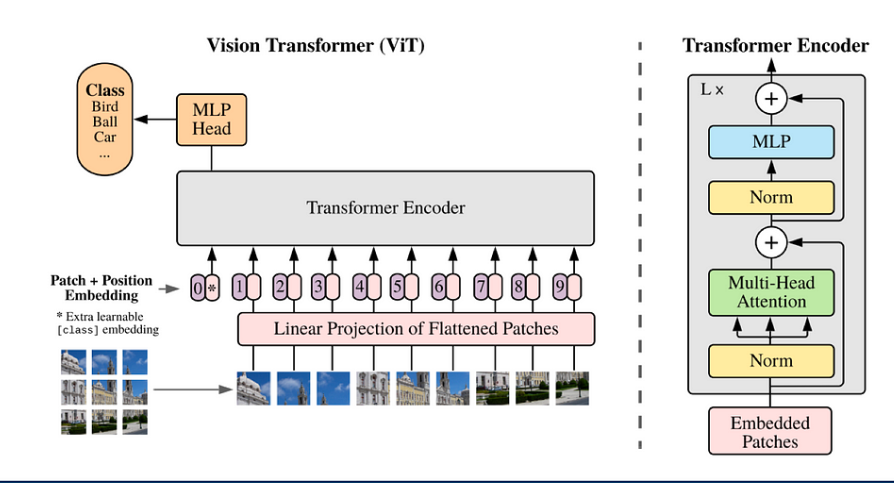 Vision Transformer (ViT)
Class
Bird
Ball
Car
...
MLP
Head
Transformer Encoder
Patch + Position
Embedding
* Extra learnable
[class] embedding
0 * 1 2 3 4 5 6 7 8 9
Linear Projection of Flattened Patches
Transformer Encoder
L ×
+
MLP
Norm
+
Multi-Head
Attention
Norm
Embedded
Patches